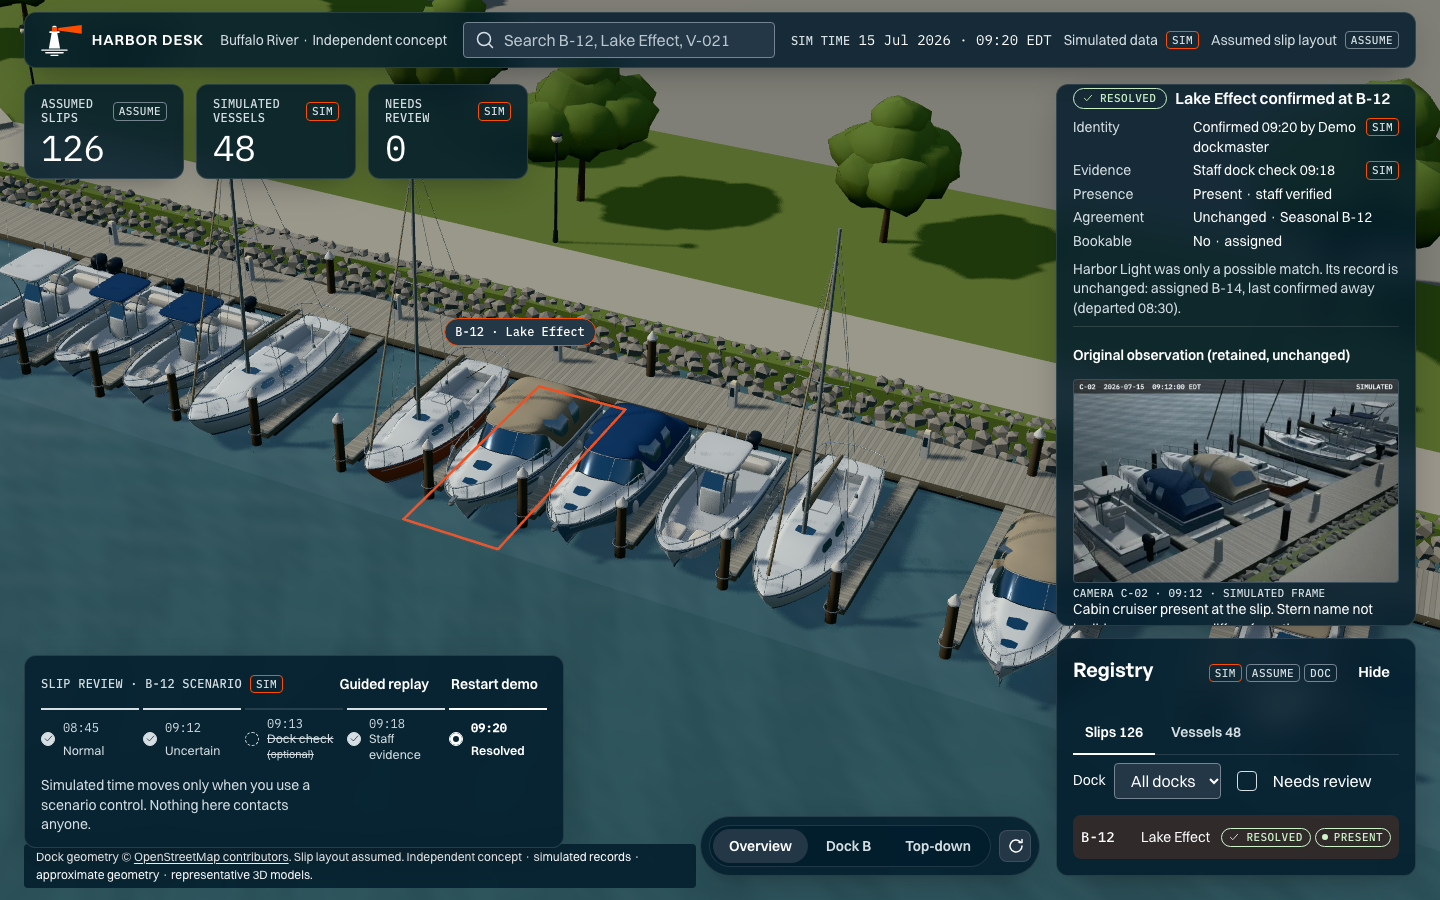 HARBOR DESK
Buffalo River · Independent concept
Search B-12, Lake Effect, V-021
SIM TIME 15 Jul 2026 · 09:20 EDT
Simulated data SIM
Assumed slip layout ASSUME
ASSUMED SLIPS ASSUME
126
SIMULATED VESSELS SIM
48
NEEDS REVIEW SIM
0
B-12 · Lake Effect
RESOLVED Lake Effect confirmed at B-12
Identity Confirmed 09:20 by Demo SIM
dockmaster
Evidence Staff dock check 09:18 SIM
Presence Present · staff verified
Agreement Unchanged · Seasonal B-12
Bookable No · assigned
Harbor Light was only a possible match. Its record is
unchanged: assigned B-14, last confirmed away
(departed 08:30).
Original observation (retained, unchanged)
C-02 2026-07-15 09:12:00 EDT SIMULATED
CAMERA C-02 · 09:12 · SIMULATED FRAME
Cabin cruiser present at the slip. Stern name not
SLIP REVIEW · B-12 SCENARIO SIM
Guided replay
Restart demo
08:45
Normal
09:12
Uncertain
09:13
Dock check
(optional)
09:18
Staff
evidence
09:20
Resolved
Simulated time moves only when you use a
scenario control. Nothing here contacts
anyone.
Dock geometry © OpenStreetMap contributors. Slip layout assumed. Independent concept · simulated records ·
approximate geometry · representative 3D models.
Overview Dock B Top-down
Registry SIM ASSUME DOC Hide
Slips 126 Vessels 48
Dock All docks Needs review
B-12 Lake Effect RESOLVED PRESENT